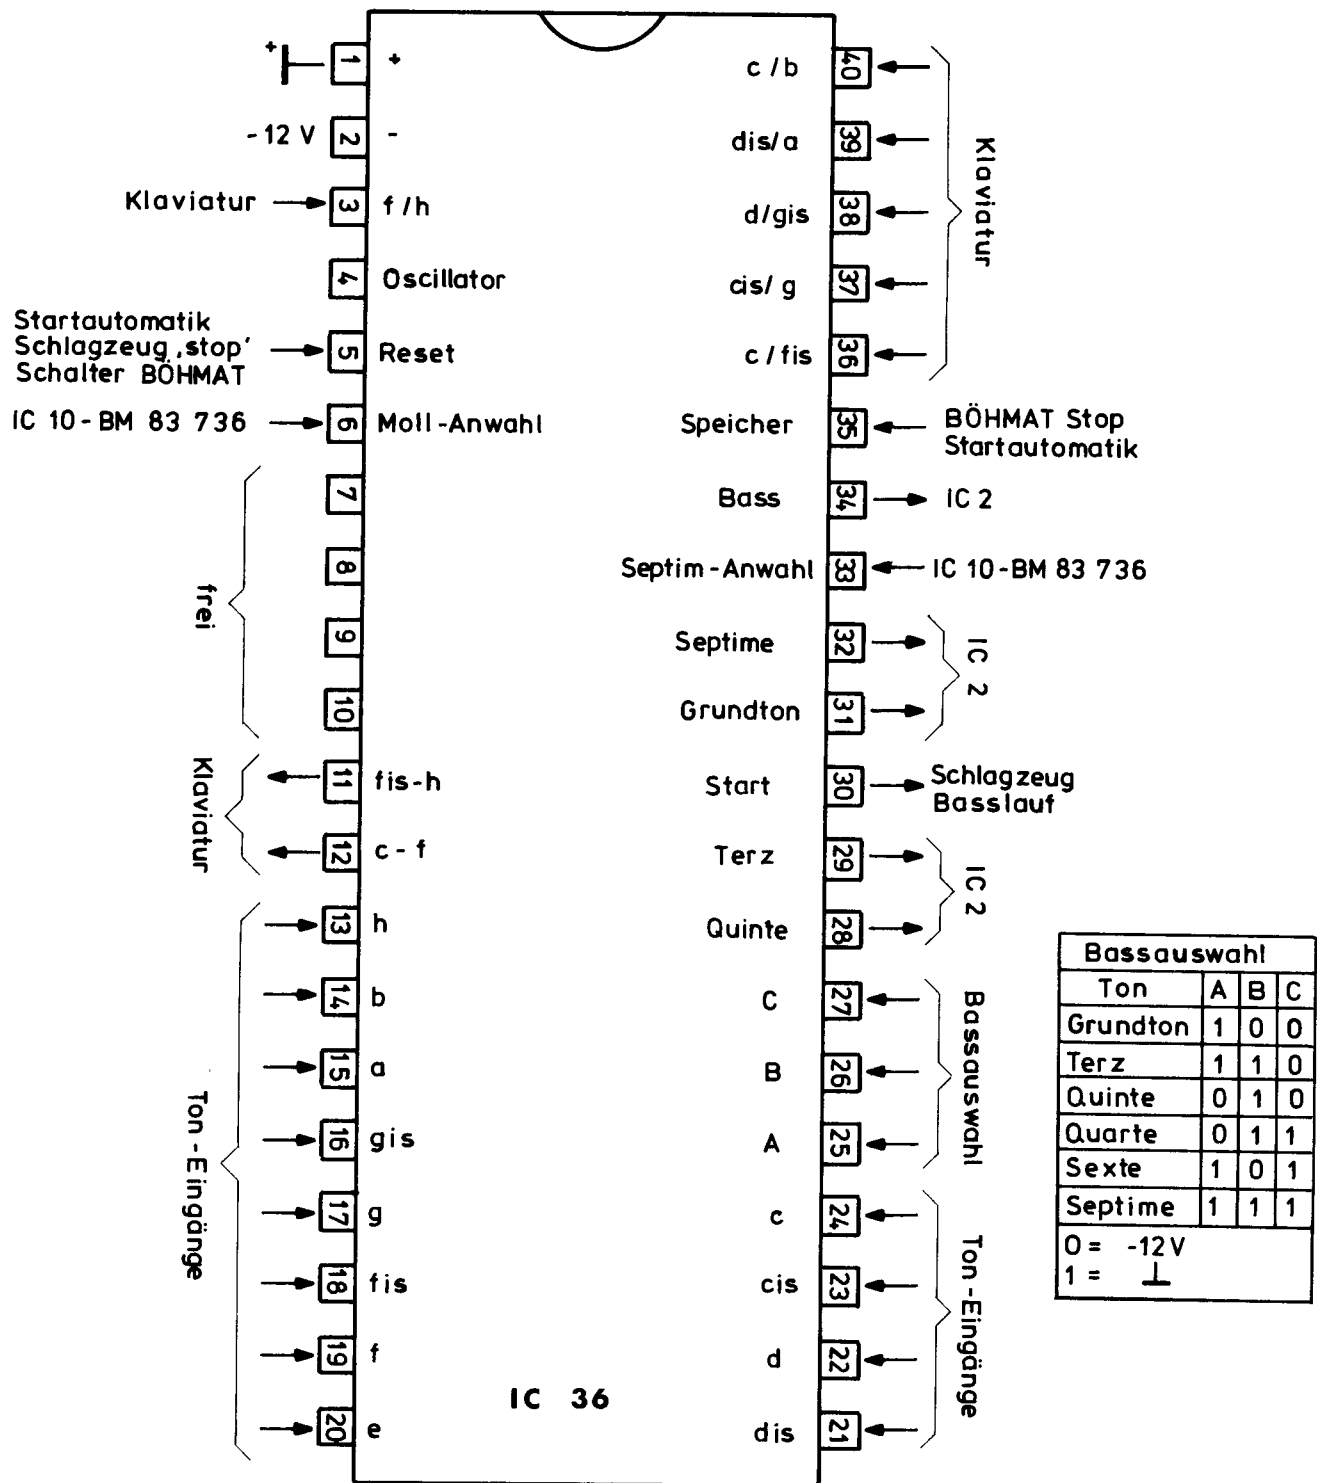 +
1
+
-12 V
2
-
Klaviatur
3
f/h
4
Oscillator
Startautomatik
Schlagzeug ‚stop'
Schalter BÖHMAT
5
Reset
IC 10-BM 83 736
6
Moll-Anwahl
frei
7
8
9
10
Klaviatur
11
fis-h
12
c-f
Ton-Eingänge
13
h
14
b
15
a
16
gis
17
g
18
fis
19
f
20
e
IC 36
c/b
40
dis/a
39
d/gis
38
cis/g
37
c/fis
36
Klaviatur
Speicher
35
BÖHMAT Stop
Startautomatik
Bass
34
IC 2
Septim-Anwahl
33
IC 10-BM 83 736
Septime
32
Grundton
31
IC 2
Start
30
Schlagzeug
Basslauf
Terz
29
Quinte
28
IC 2
C
27
B
26
A
25
Bassauswahl
c
24
cis
23
d
22
dis
21
Ton-Eingänge
Bassauswahl
Ton A B C
Grundton 1 0 0
Terz 1 1 0
Quinte 0 1 0
Quarte 0 1 1
Sexte 1 0 1
Septime 1 1 1
0 = -12V
1 = ⊥